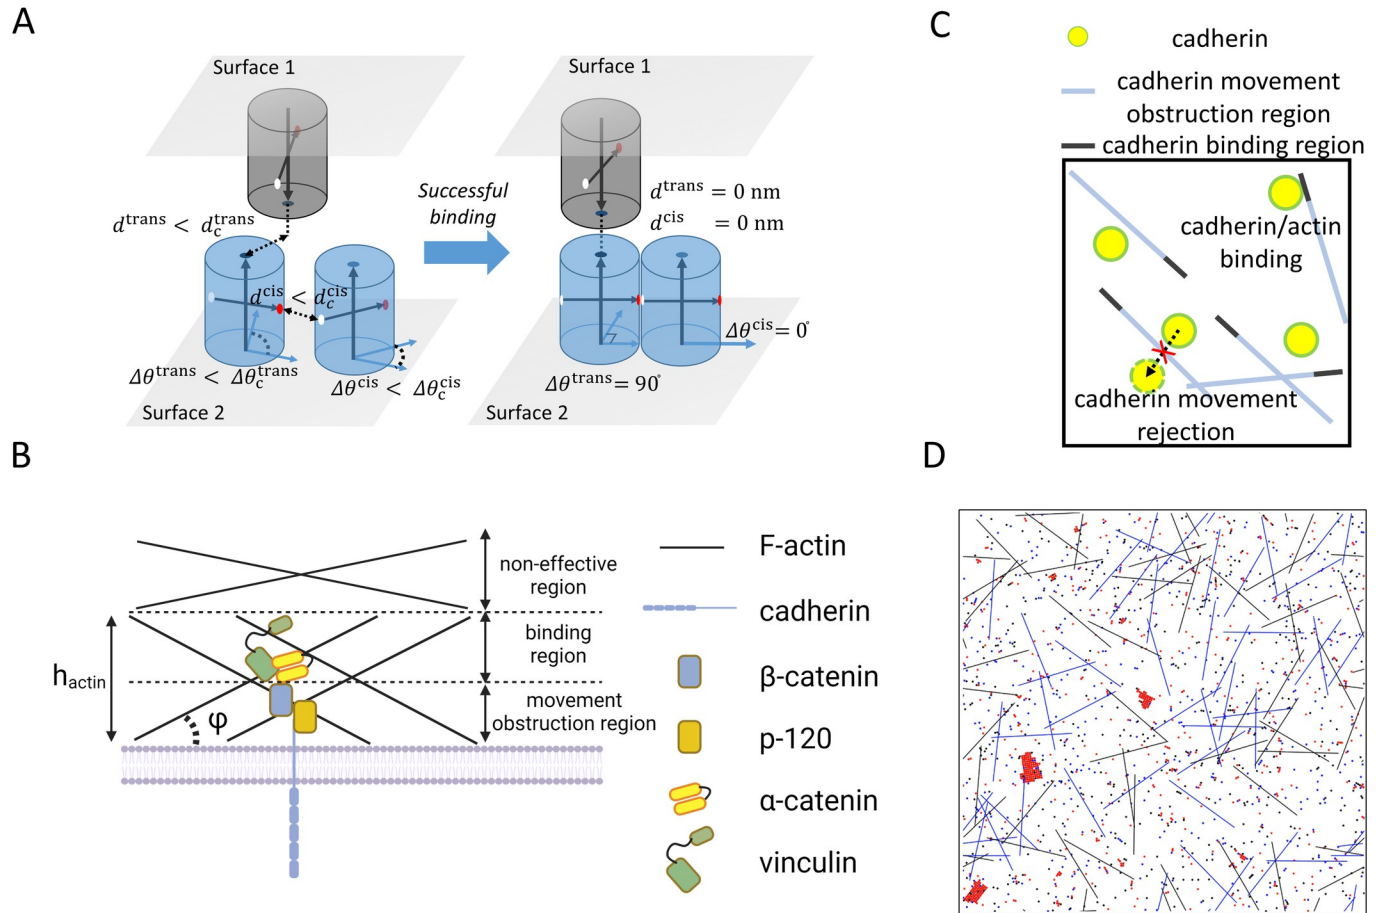 A
Surface 1
d^trans < d_c^trans
d^cis < d_c^cis
Δθ^trans < Δθ_c^trans
Δθ^cis < Δθ_c^cis
Surface 2
Successful
binding
Surface 1
d^trans = 0 nm
d^cis = 0 nm
Δθ^cis = 0°
Δθ^trans = 90°
Surface 2
C
cadherin
cadherin movement
obstruction region
cadherin binding region
cadherin/actin
binding
cadherin movement
rejection
B
h_actin
φ
non-effective
region
binding
region
movement
obstruction region
F-actin
cadherin
β-catenin
p-120
α-catenin
vinculin
D